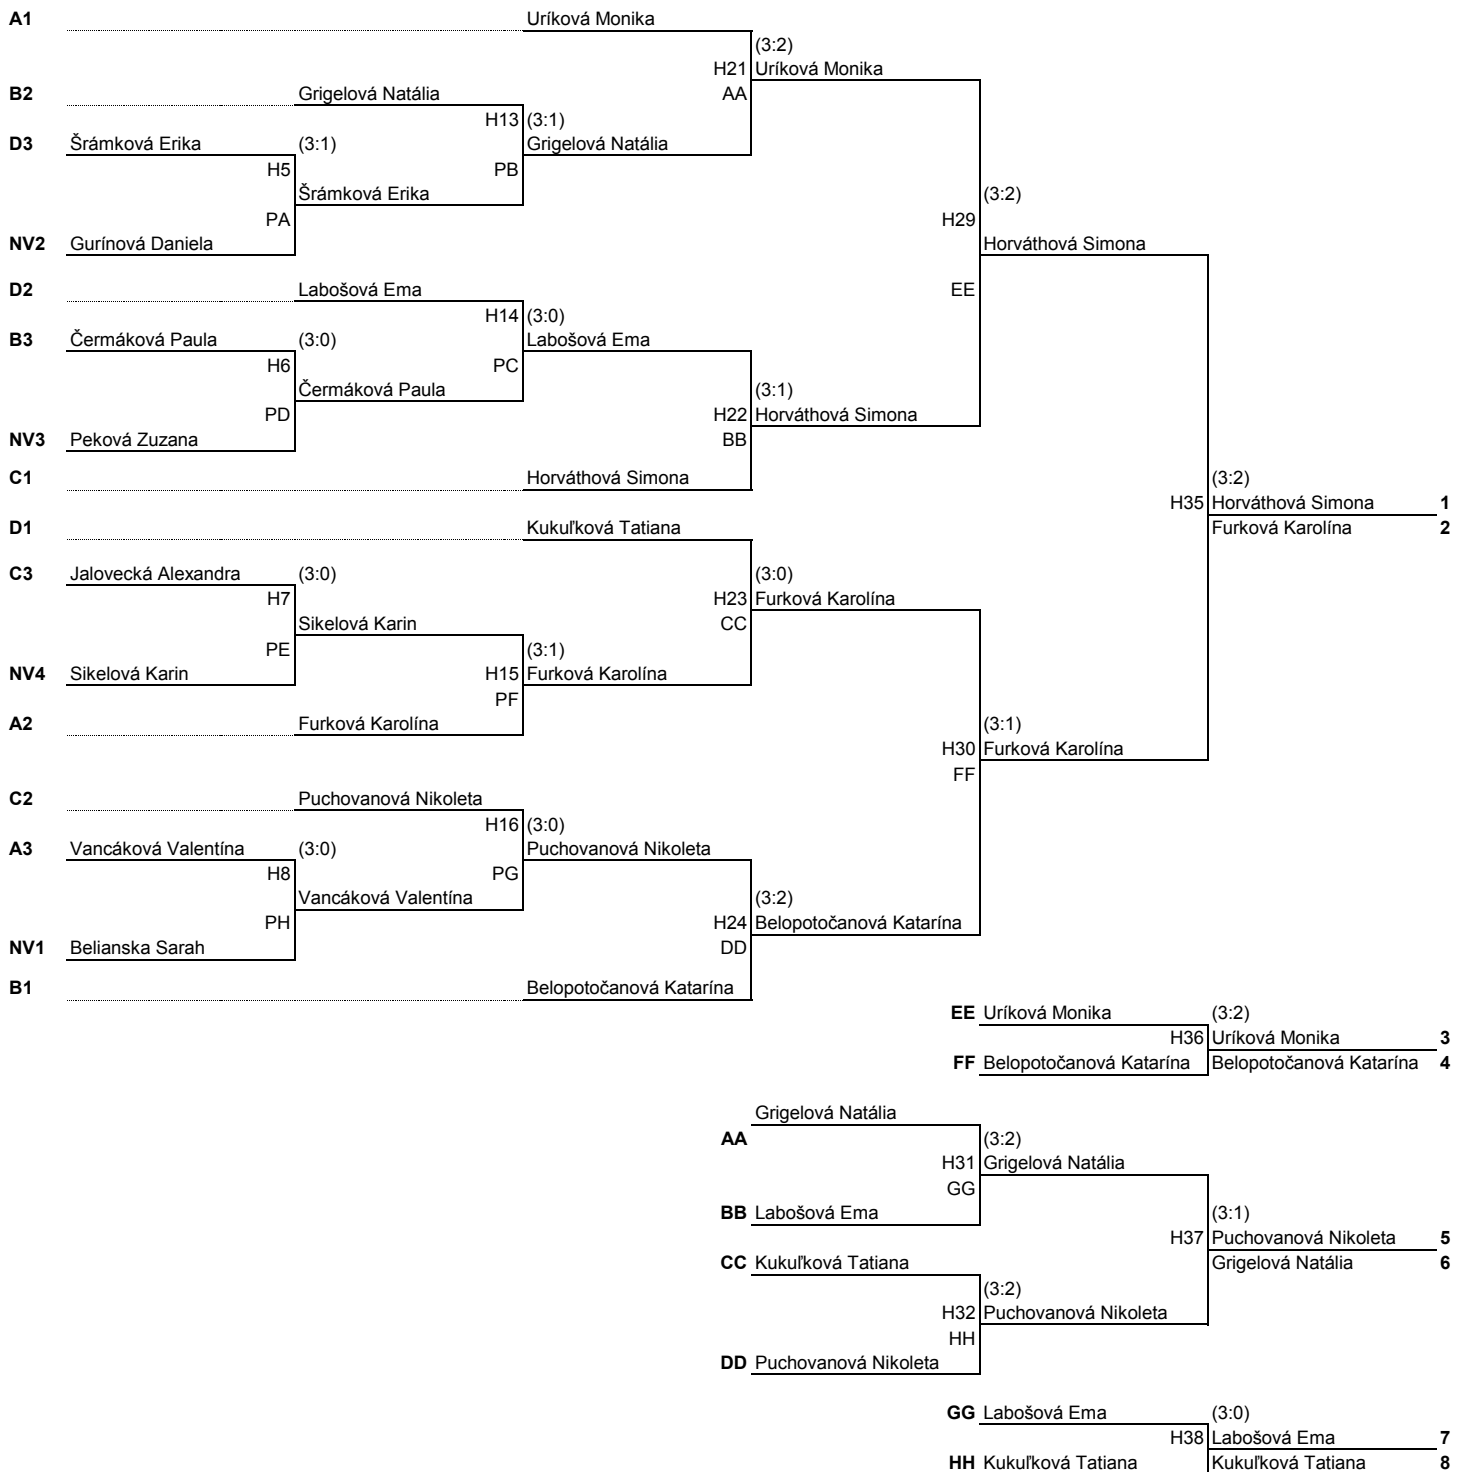 A1 Uríková Monika
(3:2)
H21 Uríková Monika
B2 Grigelová Natália AA
H13 (3:1)
D3 Šrámková Erika (3:1) Grigelová Natália
H5 PB
Šrámková Erika (3:2)
PA H29
NV2 Gurínová Daniela Horváthová Simona
D2 Labošová Ema EE
H14 (3:0)
B3 Čermáková Paula (3:0) Labošová Ema
H6 PC
Čermáková Paula (3:1)
PD H22 Horváthová Simona
NV3 Peková Zuzana BB
C1 Horváthová Simona (3:2)
H35 Horváthová Simona 1
D1 Kukuľková Tatiana Furková Karolína 2
C3 Jalovecká Alexandra (3:0) (3:0)
H7 H23 Furková Karolína
Sikelová Karin CC
PE (3:1)
NV4 Sikelová Karin H15 Furková Karolína
PF
A2 Furková Karolína (3:1)
H30 Furková Karolína
FF
C2 Puchovanová Nikoleta
H16 (3:0)
A3 Vancáková Valentína (3:0) Puchovanová Nikoleta
H8 PG
Vancáková Valentína (3:2)
PH H24 Belopotočanová Katarína
NV1 Belianska Sarah DD
B1 Belopotočanová Katarína
EE Uríková Monika (3:2)
H36 Uríková Monika 3
FF Belopotočanová Katarína Belopotočanová Katarína 4
Grigelová Natália
AA (3:2)
H31 Grigelová Natália
GG
BB Labošová Ema (3:1)
H37 Puchovanová Nikoleta 5
CC Kukuľková Tatiana Grigelová Natália 6
(3:2)
H32 Puchovanová Nikoleta
HH
DD Puchovanová Nikoleta
GG Labošová Ema (3:0)
H38 Labošová Ema 7
HH Kukuľková Tatiana Kukuľková Tatiana 8